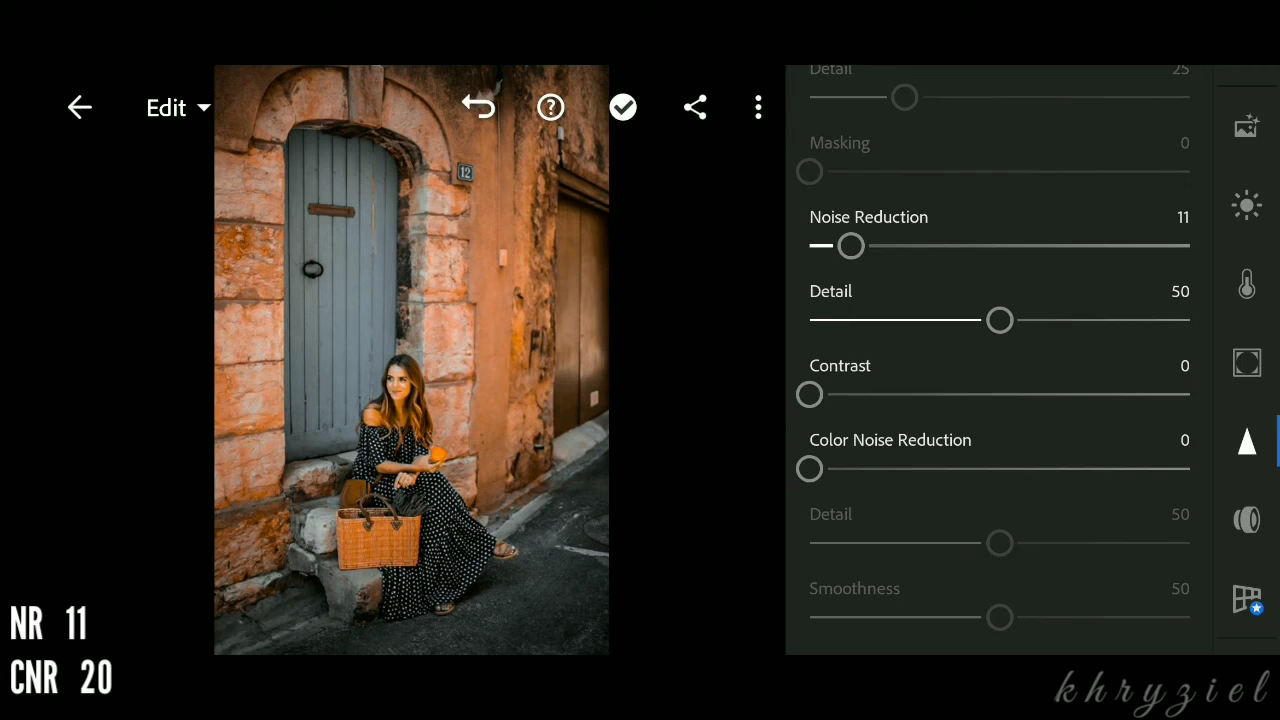 Edit
12
Detail 25
Masking 0
Noise Reduction 11
Detail 50
Contrast 0
Color Noise Reduction 0
Detail 50
Smoothness 50
NR 11
CNR 20
khryziel